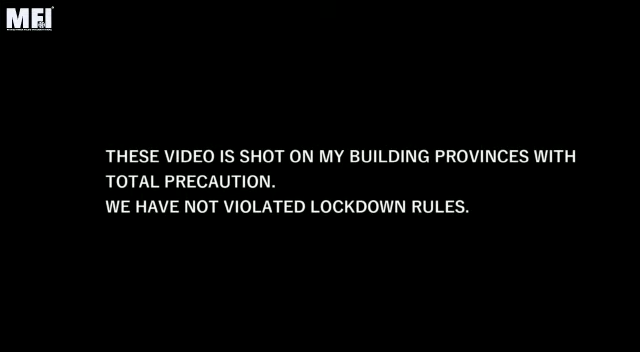 MFI
THESE VIDEO IS SHOT ON MY BUILDING PROVINCES WITH
TOTAL PRECAUTION.
WE HAVE NOT VIOLATED LOCKDOWN RULES.